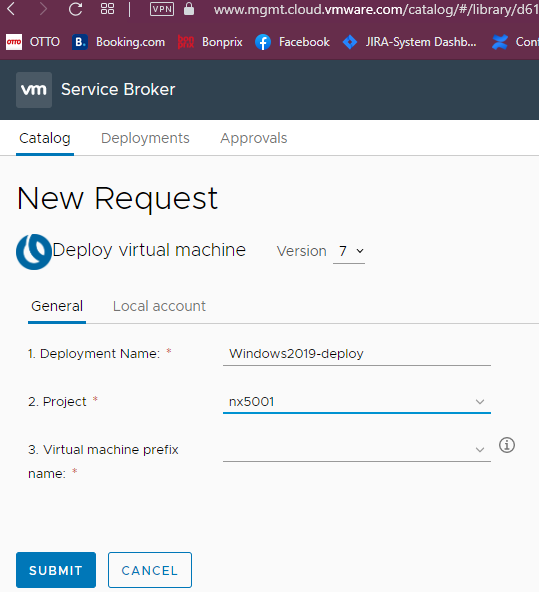 VPN www.mgmt.cloud.vmware.com/catalog/#/library/d61
OTTO OTTO B. Booking.com Bonprix Facebook JIRA-System Dashb... Cont
vm Service Broker
Catalog Deployments Approvals
New Request
Deploy virtual machine Version 7
General Local account
1. Deployment Name: * Windows2019-deploy
2. Project * nx5001
3. Virtual machine prefix
name: *
SUBMIT CANCEL